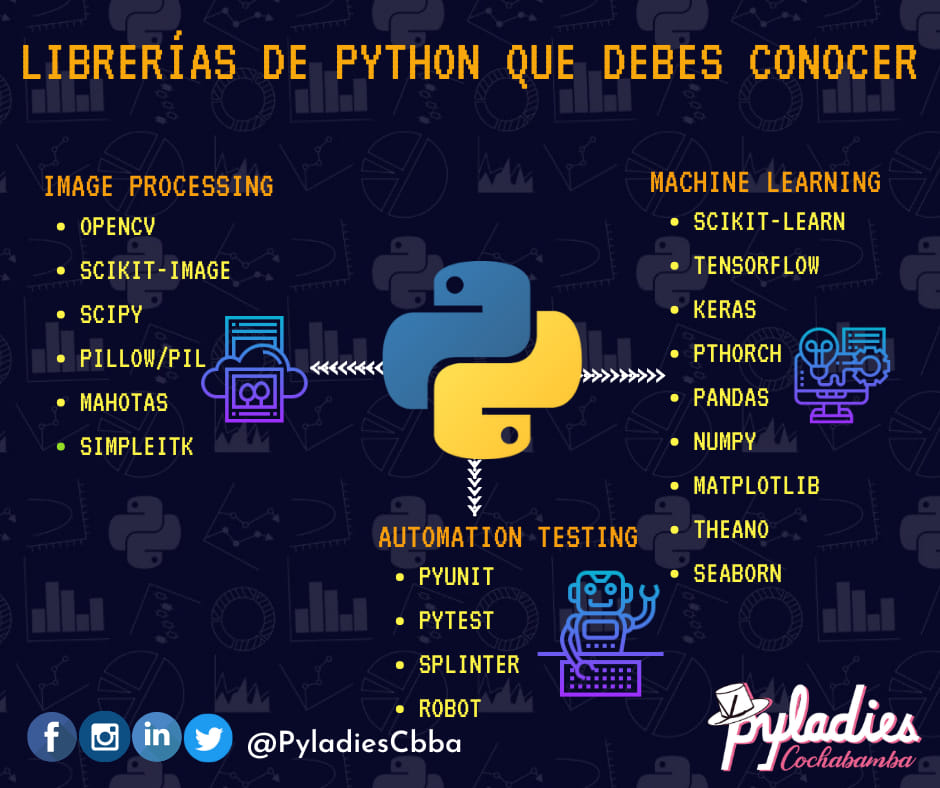 LIBRERÍAS DE PYTHON QUE DEBES CONOCER
IMAGE PROCESSING
OPENCV
SCIKIT-IMAGE
SCIPY
PILLOW/PIL
MAHOTAS
SIMPLEITK
MACHINE LEARNING
SCIKIT-LEARN
TENSORFLOW
KERAS
PTHORCH
PANDAS
NUMPY
MATPLOTLIB
THEANO
SEABORN
AUTOMATION TESTING
PYUNIT
PYTEST
SPLINTER
ROBOT
@PyladiesCbba
pyladies
Cochabamba